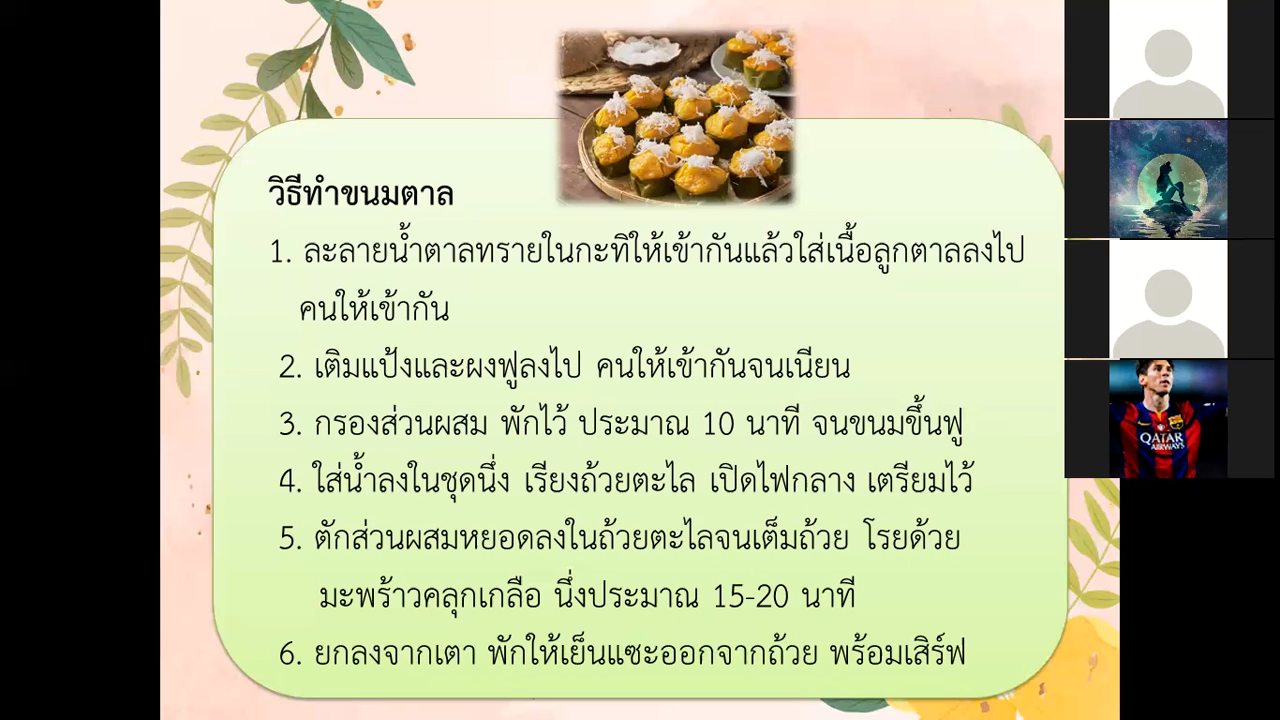 วิธีทำขนมตาล
1. ละลายน้ำตาลทรายในกะทิให้เข้ากันแล้วใส่เนื้อลูกตาลลงไป
คนให้เข้ากัน
2. เติมแป้งและผงฟูลงไป คนให้เข้ากันจนเนียน
3. กรองส่วนผสม พักไว้ ประมาณ 10 นาที จนขนมขึ้นฟู
4. ใส่น้ำลงในชุดนึ่ง เรียงถ้วยตะไล เปิดไฟกลาง เตรียมไว้
5. ตักส่วนผสมหยอดลงในถ้วยตะไลจนเต็มถ้วย โรยด้วย
มะพร้าวคลุกเกลือ นึ่งประมาณ 15-20 นาที
6. ยกลงจากเตา พักให้เย็นแซะออกจากถ้วย พร้อมเสิร์ฟ
QATAR
AIRWAYS